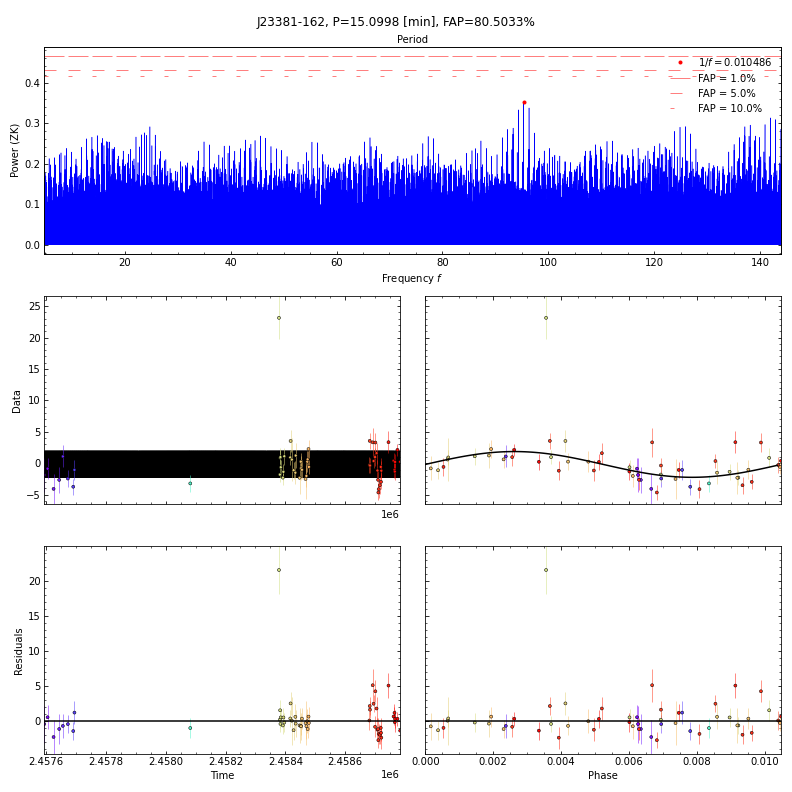 J23381-162, P=15.0998 [min], FAP=80.5033%
Period
Power (ZK)
0.4
0.3
0.2
0.1
0.0
1/f = 0.010486
FAP = 1.0%
FAP = 5.0%
FAP = 10.0%
20 40 60 80 100 120 140
Frequency f
Data
25
20
15
10
5
0
−5
1e6
Residuals
20
15
10
5
0
2.4576 2.4578 2.4580 2.4582 2.4584 2.4586
1e6
Time
0.000 0.002 0.004 0.006 0.008 0.010
Phase